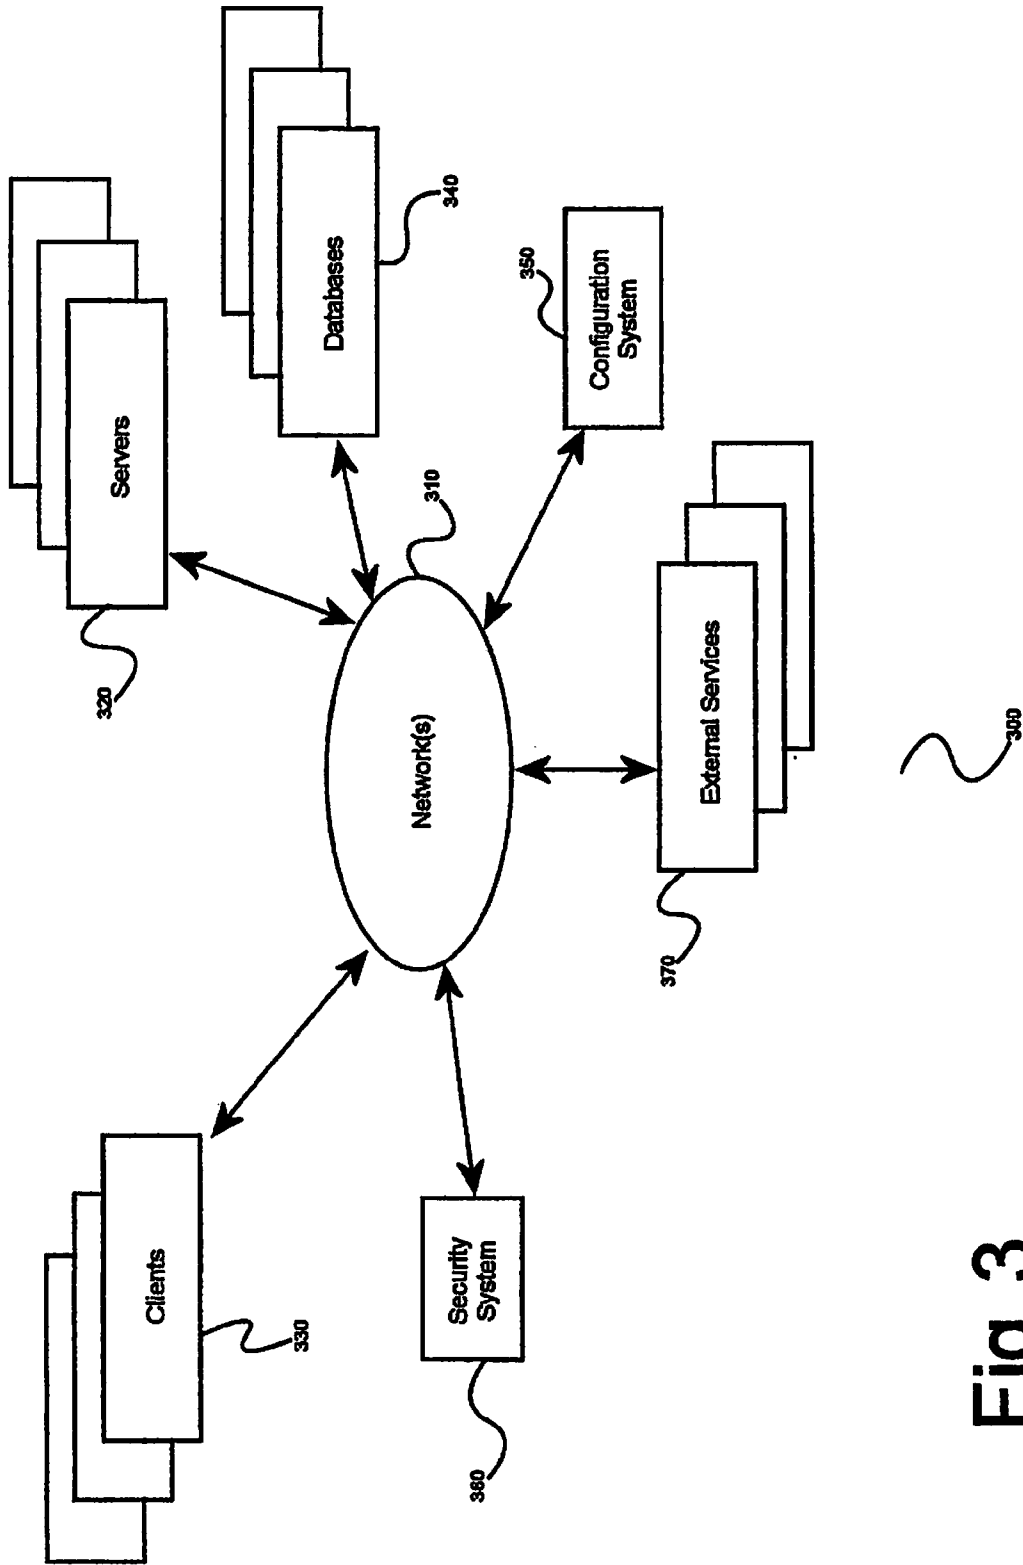 320
Servers
Clients
330
Databases
340
Network(s)
310
Security
System
360
350
Configuration
System
370
External Services
300
Fig. 3